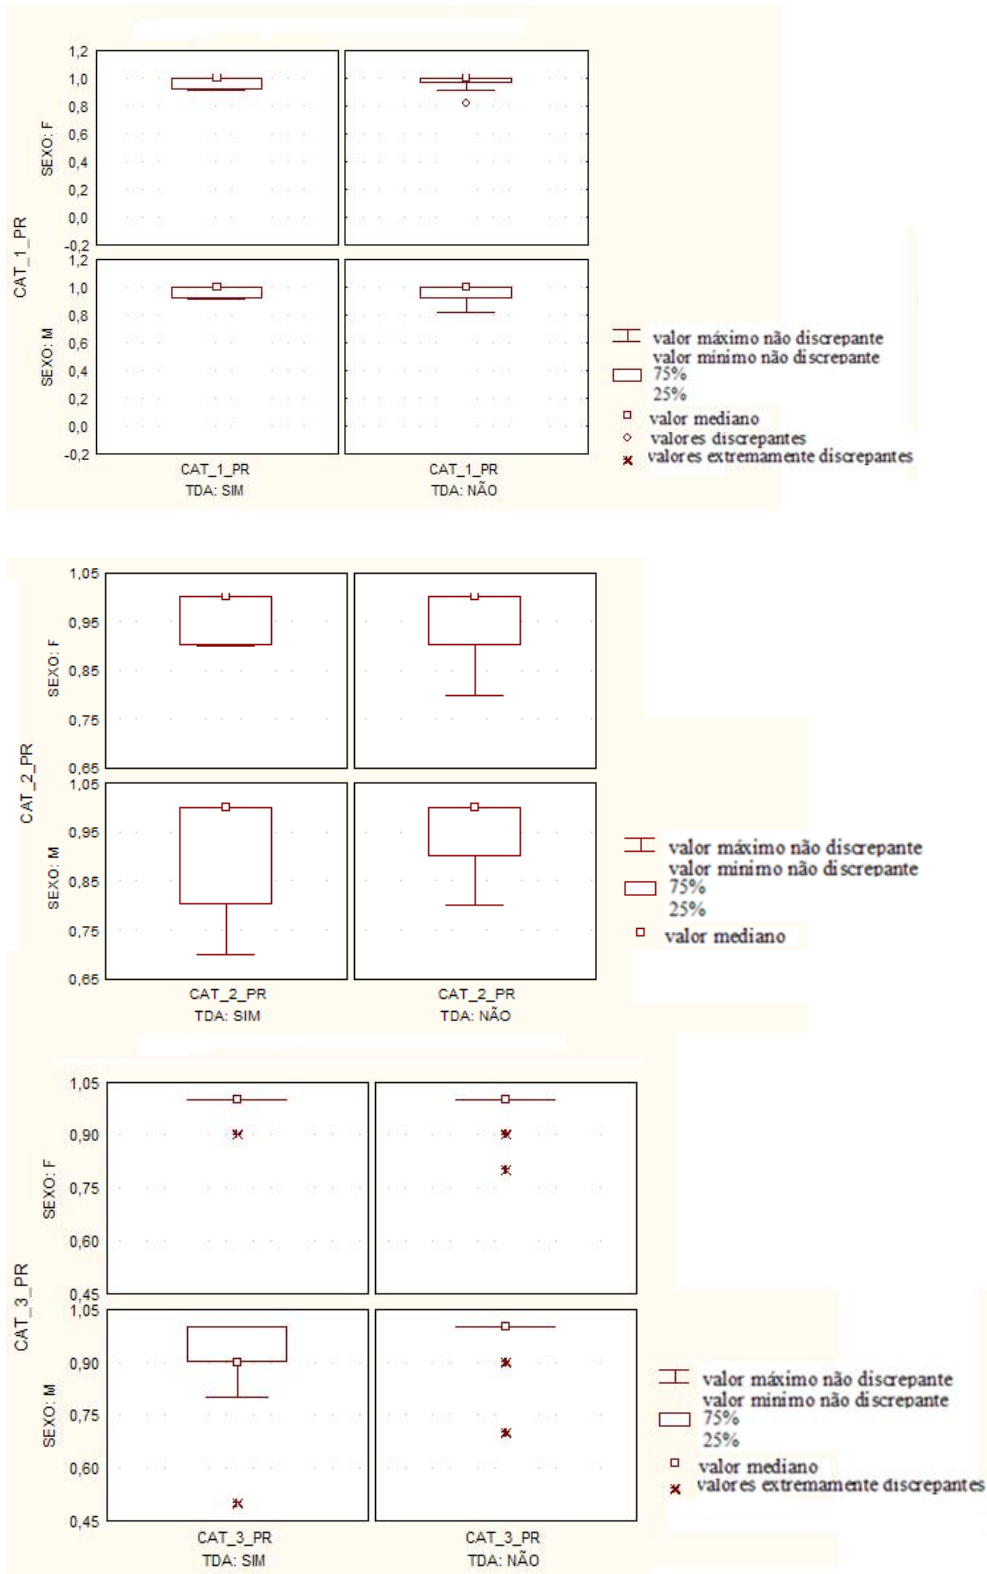 1,2
1,0
0,8
0,6
0,4
0,2
0,0
-0,2
SEXO: F
1,2
1,0
0,8
0,6
0,4
0,2
0,0
-0,2
SEXO: M
CAT_1_PR
CAT_1_PR
TDA: SIM
CAT_1_PR
TDA: NÃO
valor máximo não discrepante
valor minimo não discrepante
75%
25%
valor mediano
valores discrepantes
valores extremamente discrepantes
1,05
0,95
0,85
0,75
0,65
SEXO: F
1,05
0,95
0,85
0,75
0,65
SEXO: M
CAT_2_PR
CAT_2_PR
TDA: SIM
CAT_2_PR
TDA: NÃO
valor máximo não discrepante
valor minimo não discrepante
75%
25%
valor mediano
1,05
0,90
0,75
0,60
0,45
SEXO: F
1,05
0,90
0,75
0,60
0,45
SEXO: M
CAT_3_PR
CAT_3_PR
TDA: SIM
CAT_3_PR
TDA: NÃO
valor máximo não discrepante
valor minimo não discrepante
75%
25%
valor mediano
valores extremamente discrepantes